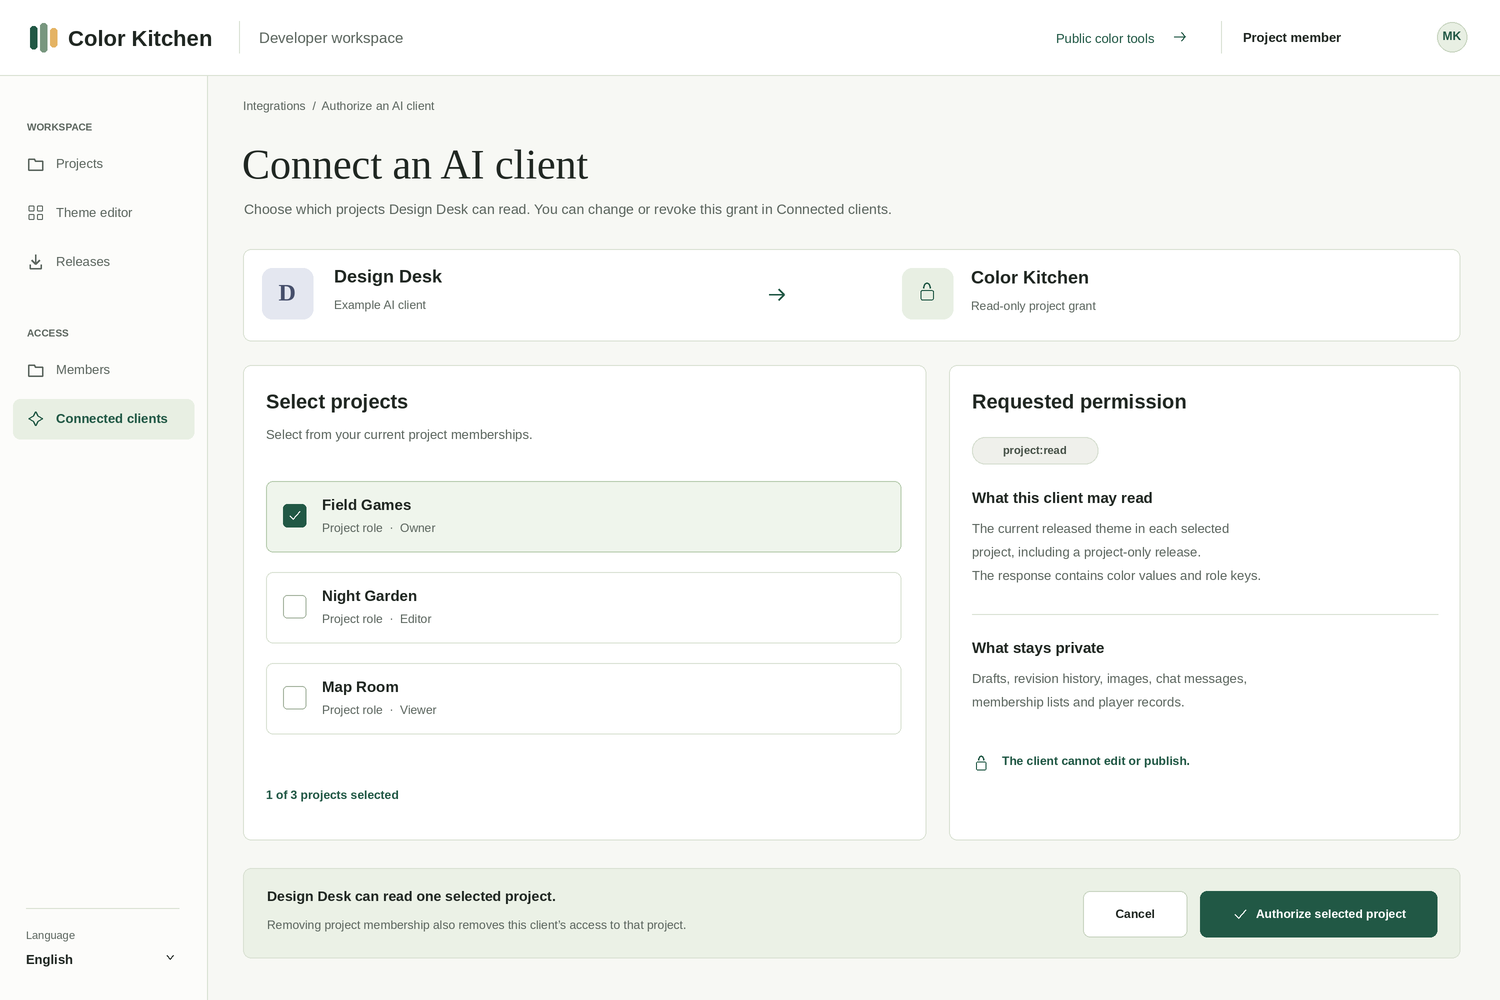 Color Kitchen
Developer workspace
Public color tools
Project member
MK
WORKSPACE
Projects
Theme editor
Releases
ACCESS
Members
Connected clients
Language
English
Integrations / Authorize an AI client
Connect an AI client
Choose which projects Design Desk can read. You can change or revoke this grant in Connected clients.
D
Design Desk
Example AI client
Color Kitchen
Read-only project grant
Select projects
Select from your current project memberships.
Field Games
Project role · Owner
Night Garden
Project role · Editor
Map Room
Project role · Viewer
1 of 3 projects selected
Requested permission
project:read
What this client may read
The current released theme in each selected
project, including a project-only release.
The response contains color values and role keys.
What stays private
Drafts, revision history, images, chat messages,
membership lists and player records.
The client cannot edit or publish.
Design Desk can read one selected project.
Removing project membership also removes this client's access to that project.
Cancel
Authorize selected project